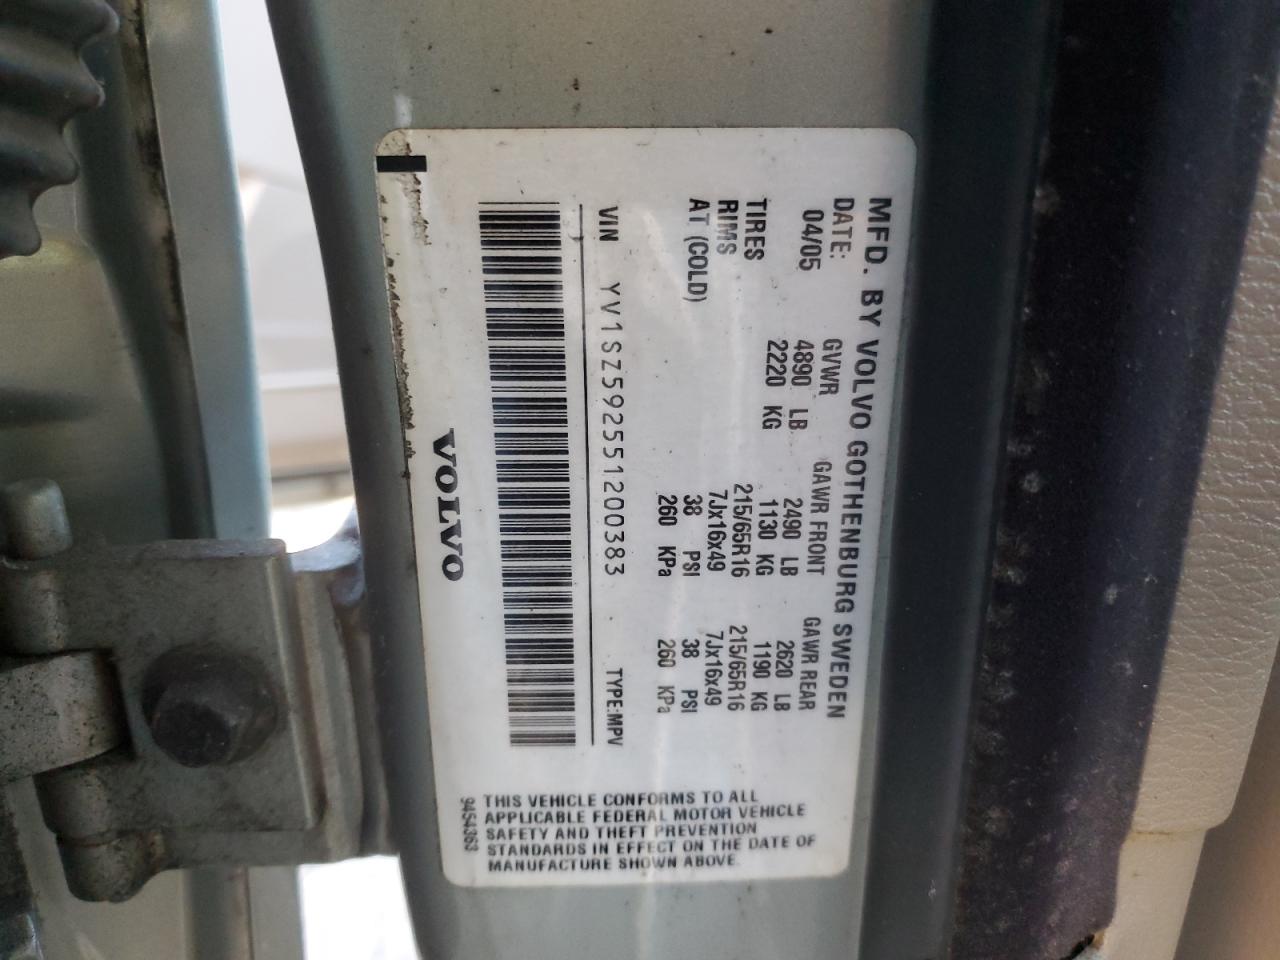 MFD. BY VOLVO GOTHENBURG SWEDEN
DATE: GVWR GAWR FRONT GAWR REAR
04/05 4890 LB 2490 LB 2620 LB
2220 KG 1130 KG 1190 KG
TIRES 215/65R16 215/65R16
RIMS 7Jx16x49 7Jx16x49
AT (COLD) 38 PSI 38 PSI
260 KPa 260 KPa
VIN YV1SZ592551200383 TYPE:MPV
VOLVO
THIS VEHICLE CONFORMS TO ALL
APPLICABLE FEDERAL MOTOR VEHICLE
SAFETY AND THEFT PREVENTION
STANDARDS IN EFFECT ON THE DATE OF
MANUFACTURE SHOWN ABOVE.
9454363